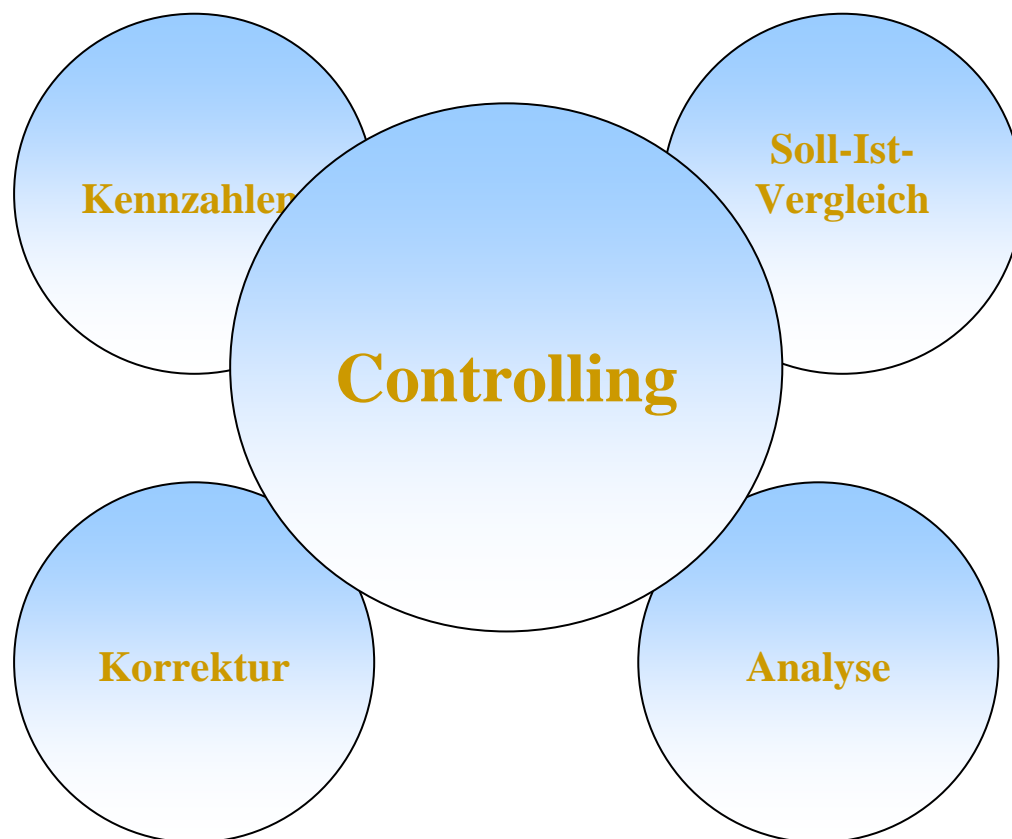 Soll-Ist-
Vergleich
Kennzahlen
Controlling
Korrektur
Analyse